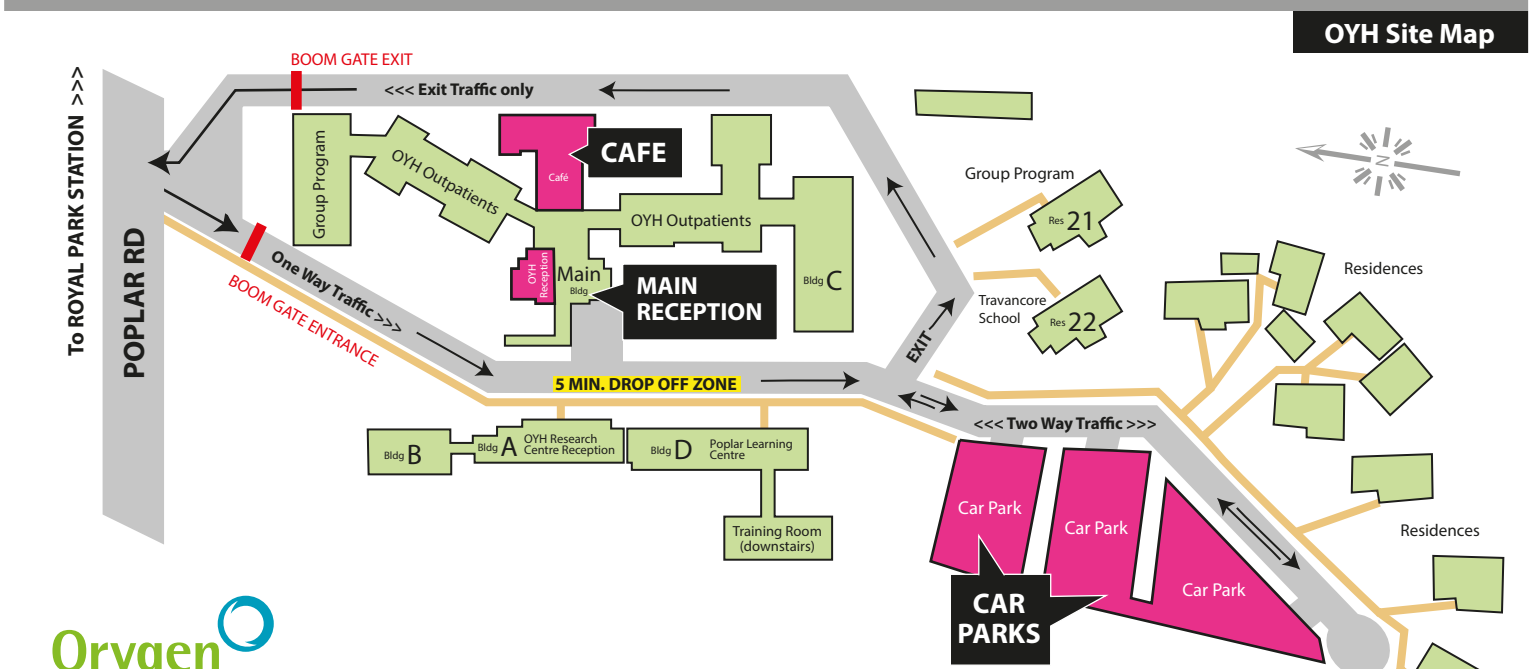 OYH Site Map
BOOM GATE EXIT
<<< Exit Traffic only
To ROYAL PARK STATION >>>
POPLAR RD
Group Program
OYH Outpatients
Café
CAFE
OYH Outpatients
OYH
Reception
Main
Bldg
MAIN
RECEPTION
Bldg C
One Way Traffic >>>
BOOM GATE ENTRANCE
5 MIN. DROP OFF ZONE
EXIT
Group Program
Res 21
Travancore
School
Res 22
N
Residences
<<< Two Way Traffic >>>
Bldg B
Bldg A
OYH Research
Centre Reception
Bldg D
Poplar Learning
Centre
Training Room
(downstairs)
Car Park
Car Park
Car Park
CAR
PARKS
Residences
Orygen